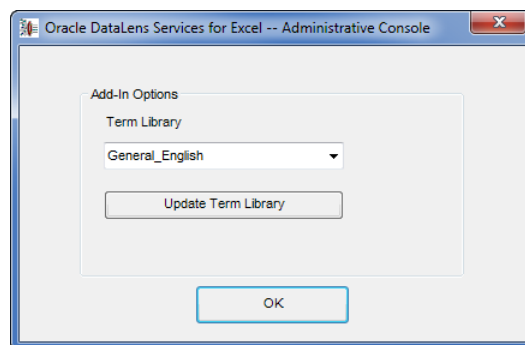 Oracle DataLens Services for Excel -- Administrative Console
Add-In Options
Term Library
General_English
Update Term Library
OK